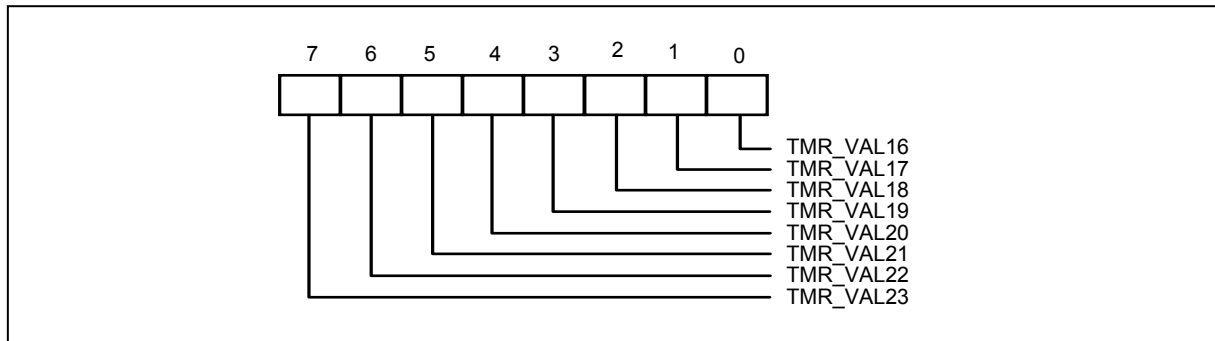 7 6 5 4 3 2 1 0
TMR_VAL16
TMR_VAL17
TMR_VAL18
TMR_VAL19
TMR_VAL20
TMR_VAL21
TMR_VAL22
TMR_VAL23